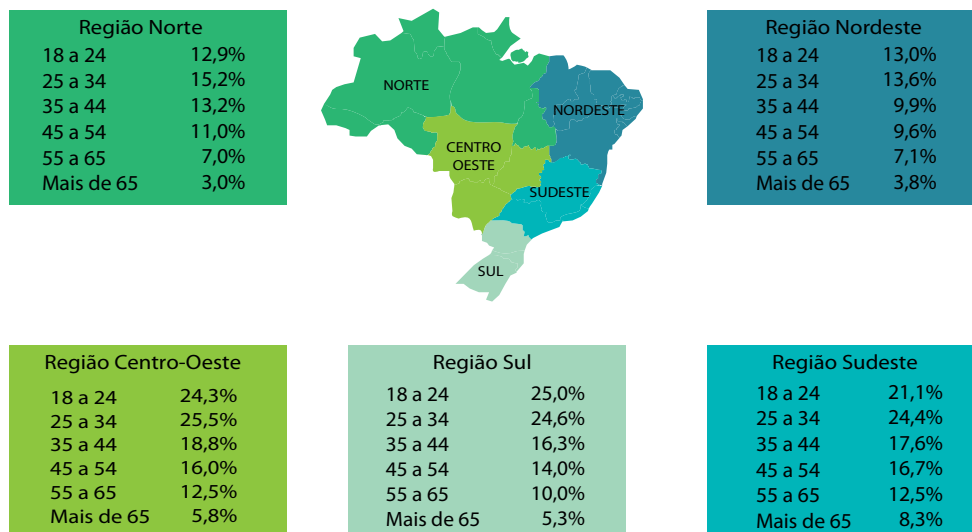 Região Norte
18 a 24 12,9%
25 a 34 15,2%
35 a 44 13,2%
45 a 54 11,0%
55 a 65 7,0%
Mais de 65 3,0%
NORTE
NORDESTE
CENTRO
OESTE
SUDESTE
SUL
Região Nordeste
18 a 24 13,0%
25 a 34 13,6%
35 a 44 9,9%
45 a 54 9,6%
55 a 65 7,1%
Mais de 65 3,8%
Região Centro-Oeste
18 a 24 24,3%
25 a 34 25,5%
35 a 44 18,8%
45 a 54 16,0%
55 a 65 12,5%
Mais de 65 5,8%
Região Sul
18 a 24 25,0%
25 a 34 24,6%
35 a 44 16,3%
45 a 54 14,0%
55 a 65 10,0%
Mais de 65 5,3%
Região Sudeste
18 a 24 21,1%
25 a 34 24,4%
35 a 44 17,6%
45 a 54 16,7%
55 a 65 12,5%
Mais de 65 8,3%